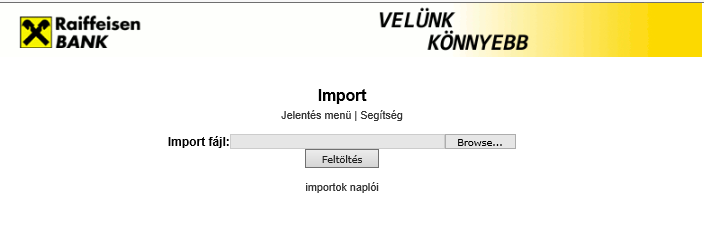 Raiffeisen
BANK
VELÜNK
KÖNNYEBB
Import
Jelentés menü | Segítség
Import fájl: Browse...
Feltöltés
importok naplói